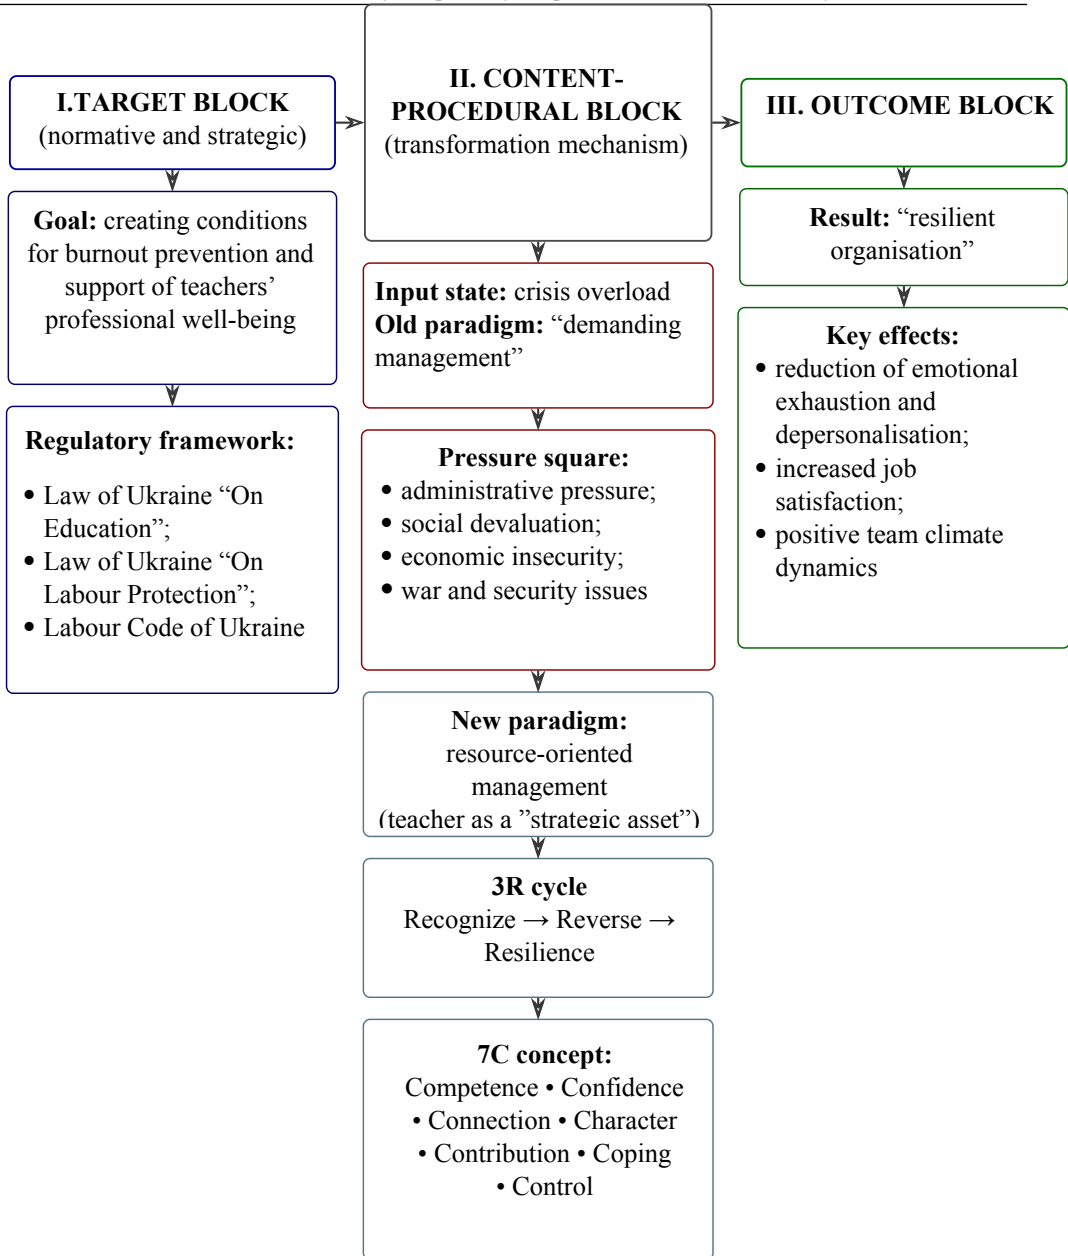 I.TARGET BLOCK
(normative and strategic)
Goal: creating conditions
for burnout prevention and
support of teachers’
professional well-being
Regulatory framework:
• Law of Ukraine “On
Education”;
• Law of Ukraine “On
Labour Protection”;
• Labour Code of Ukraine
II. CONTENT-
PROCEDURAL BLOCK
(transformation mechanism)
Input state: crisis overload
Old paradigm: “demanding
management”
Pressure square:
• administrative pressure;
• social devaluation;
• economic insecurity;
• war and security issues
New paradigm:
resource-oriented
management
(teacher as a ”strategic asset”)
3R cycle
Recognize → Reverse →
Resilience
7C concept:
Competence • Confidence
• Connection • Character
• Contribution • Coping
• Control
III. OUTCOME BLOCK
Result: “resilient
organisation”
Key effects:
• reduction of emotional
exhaustion and
depersonalisation;
• increased job
satisfaction;
• positive team climate
dynamics